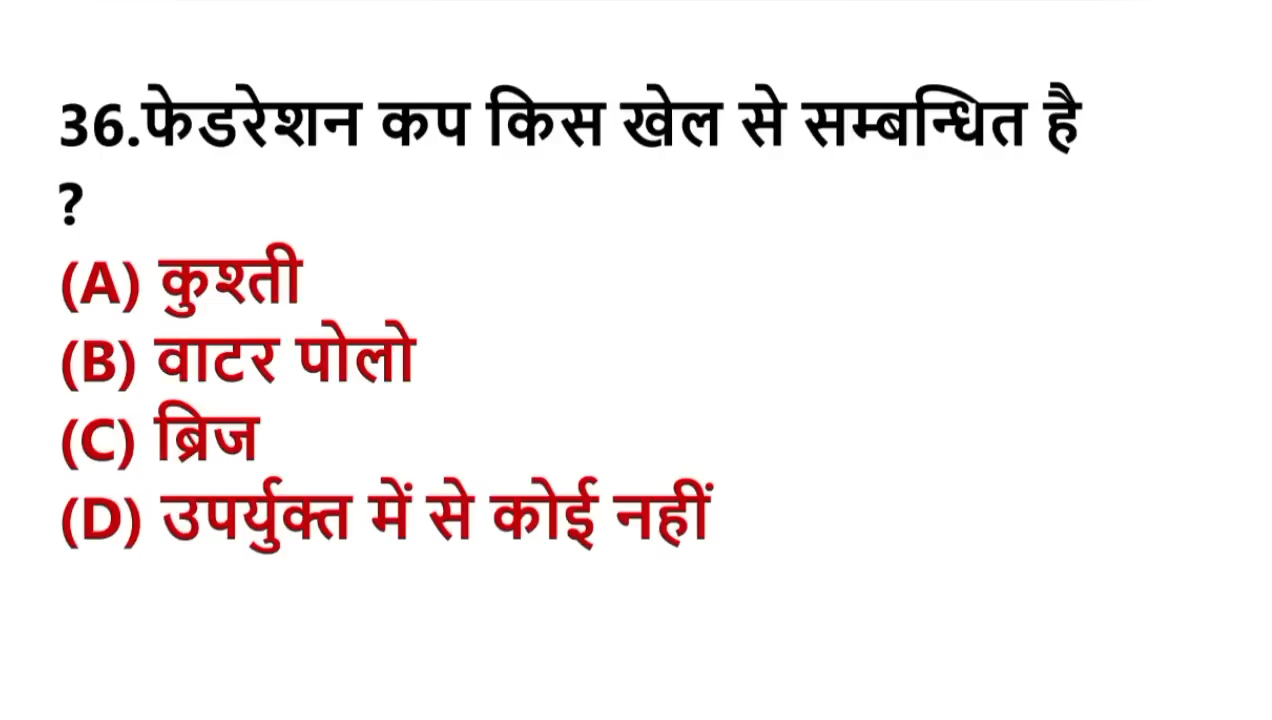 36.फेडरेशन कप किस खेल से सम्बन्धित है
?
(A) कुश्ती
(B) वाटर पोलो
(C) ब्रिज
(D) उपर्युक्त में से कोई नहीं